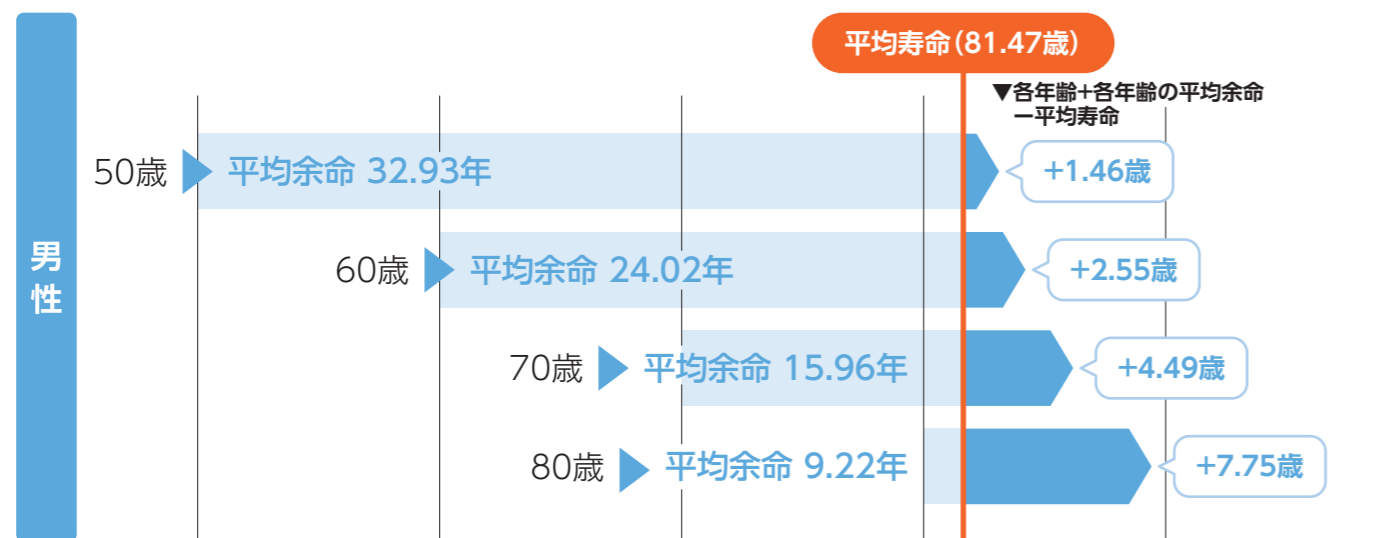 男性
平均寿命(81.47歳)
▼各年齢+各年齢の平均余命
ー平均寿命
50歳 平均余命 32.93年 +1.46歳
60歳 平均余命 24.02年 +2.55歳
70歳 平均余命 15.96年 +4.49歳
80歳 平均余命 9.22年 +7.75歳